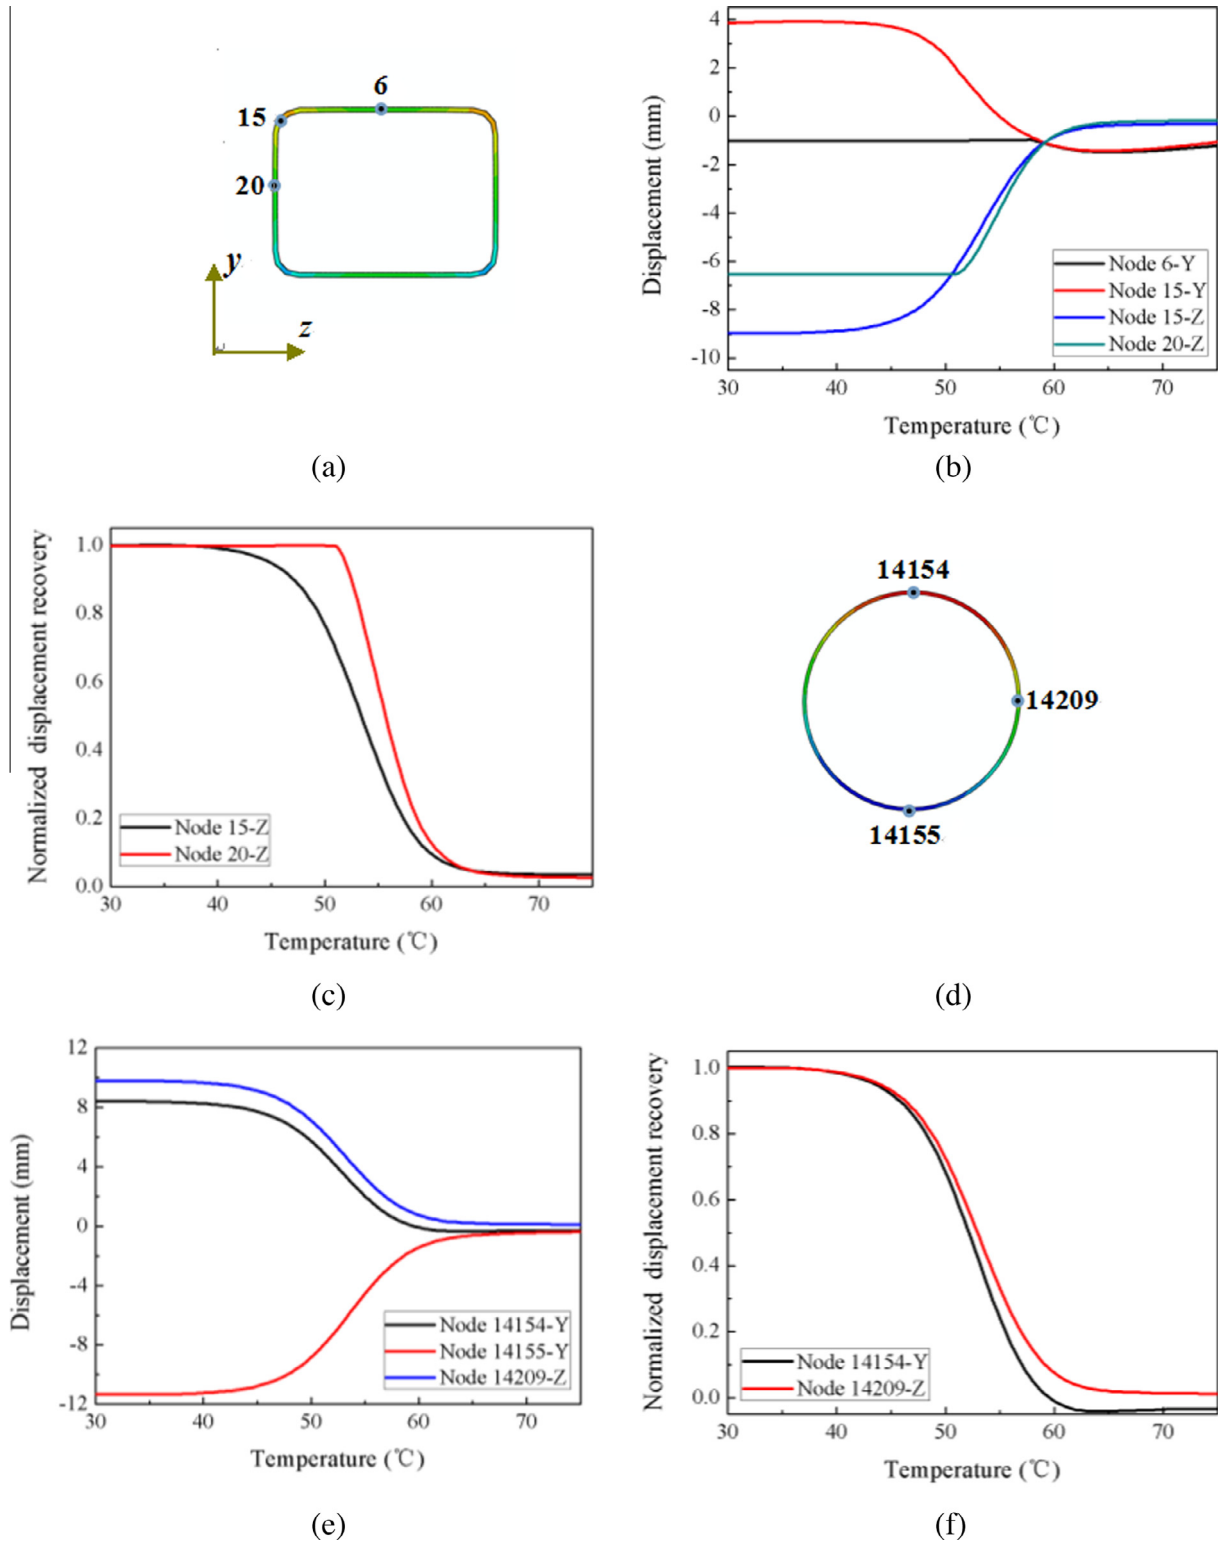 6
15
20
y
z
(a)
Displacement (mm)
4
2
0
-2
-4
-6
-8
-10
Node 6-Y
Node 15-Y
Node 15-Z
Node 20-Z
30 40 50 60 70
Temperature (℃)
(b)
Normalized displacement recovery
1.0
0.8
0.6
0.4
0.2
0.0
Node 15-Z
Node 20-Z
30 40 50 60 70
Temperature (℃)
(c)
14154
14209
14155
(d)
Displacement (mm)
12
8
4
0
-4
-8
-12
Node 14154-Y
Node 14155-Y
Node 14209-Z
30 40 50 60 70
Temperature (℃)
(e)
Normalized displacement recovery
1.0
0.8
0.6
0.4
0.2
0.0
Node 14154-Y
Node 14209-Z
30 40 50 60 70
Temperature (℃)
(f)